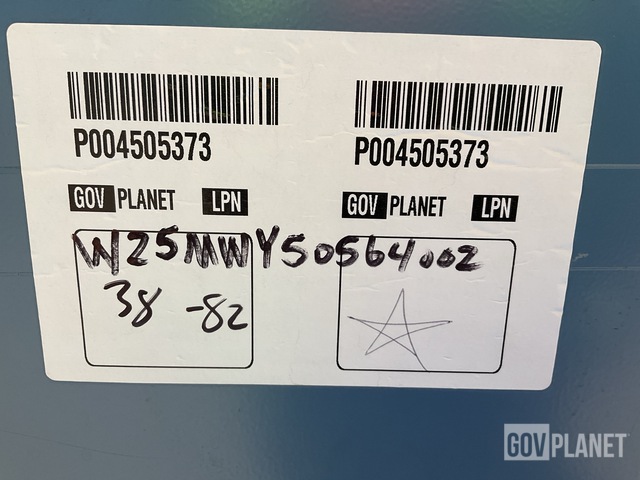 P004505373 P004505373
GOV PLANET LPN GOV PLANET LPN
W25MWY50564002
38 -82
GOVPLANET